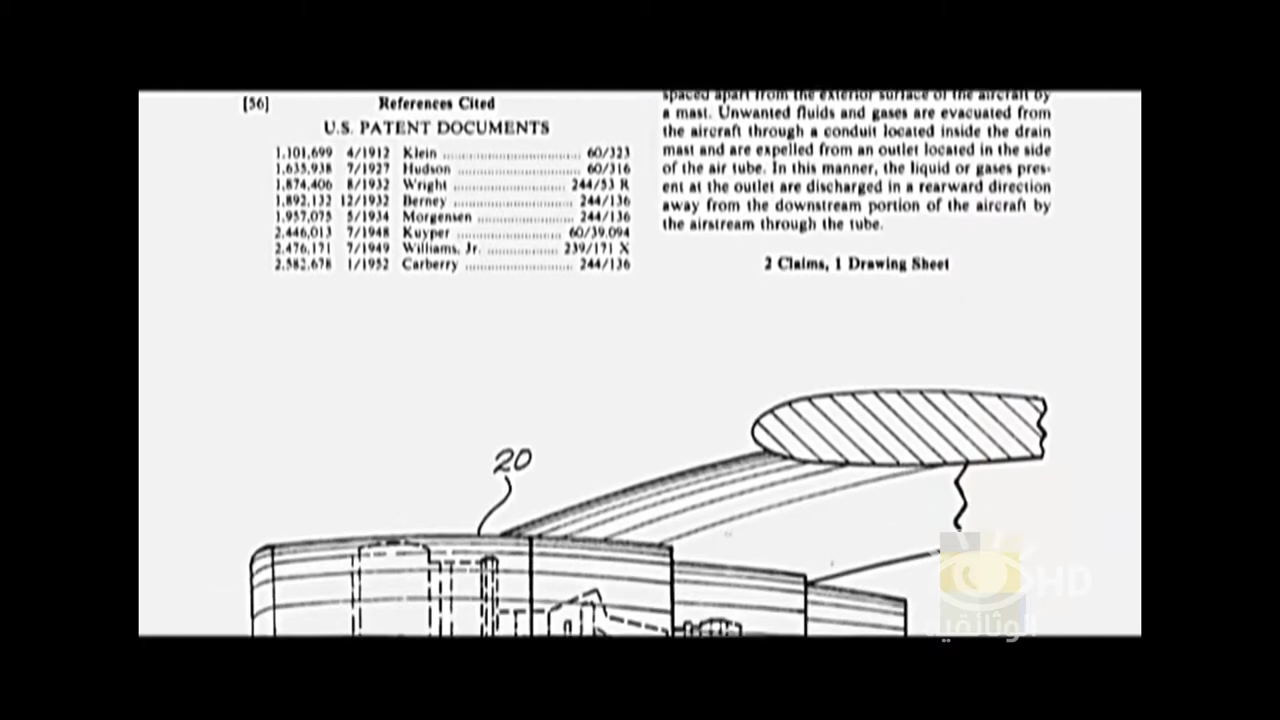 [56] References Cited
U.S. PATENT DOCUMENTS
1,101,699 4/1912 Klein ........................ 60/323
1,635,938 7/1927 Hudson ........................ 60/316
1,874,406 8/1932 Wright ........................ 244/53 R
1,892,132 12/1932 Berney ........................ 244/136
1,957,075 5/1934 Morgensen ................. 244/136
2,446,013 7/1948 Kuyper ...................... 60/39.094
2,476,171 7/1949 Williams, Jr. .............. 239/171 X
2,582,678 1/1952 Carberry ...................... 244/136
spaced apart from the exterior surface of the aircraft by
a mast. Unwanted fluids and gases are evacuated from
the aircraft through a conduit located inside the drain
mast and are expelled from an outlet located in the side
of the air tube. In this manner, the liquid or gases pres-
ent at the outlet are discharged in a rearward direction
away from the downstream portion of the aircraft by
the airstream through the tube.
2 Claims, 1 Drawing Sheet
20
HD
الوثائقية